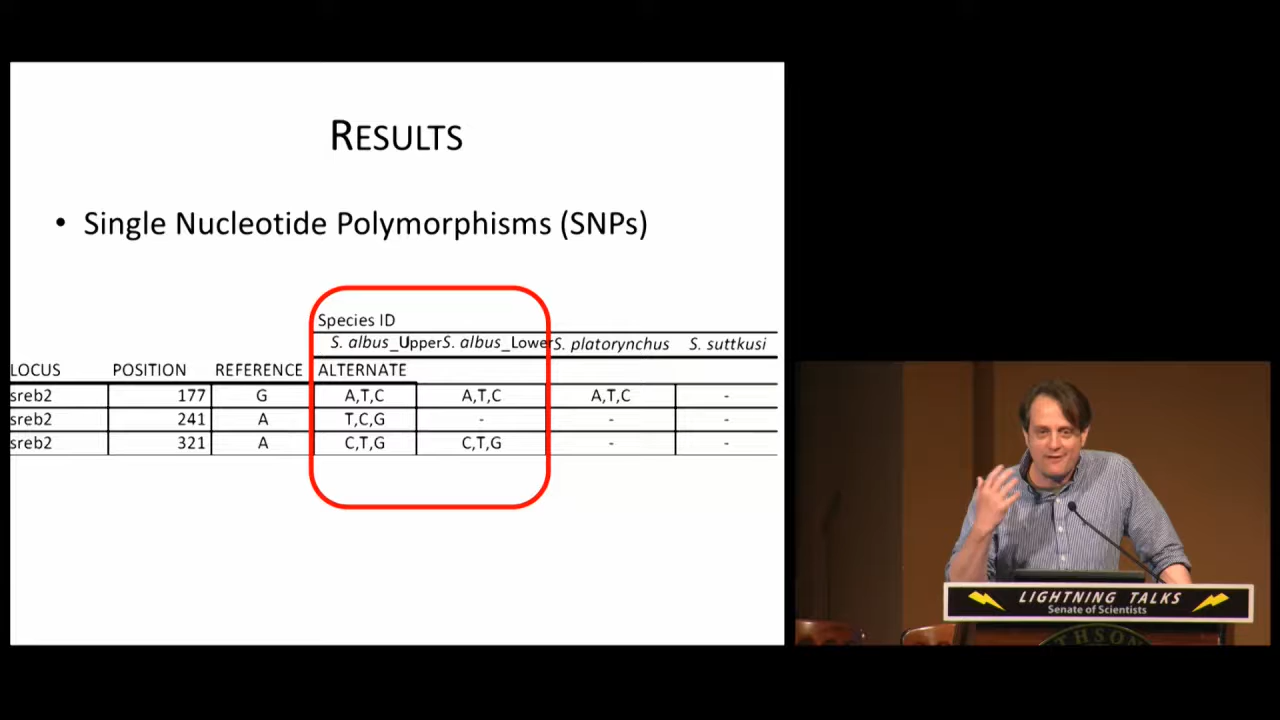 RESULTS
• Single Nucleotide Polymorphisms (SNPs)
Species ID
S. albus_Upper S. albus_Lower S. platorynchus S. suttkusi
LOCUS POSITION REFERENCE ALTERNATE
sreb2 177 G A,T,C A,T,C A,T,C -
sreb2 241 A T,C,G - - -
sreb2 321 A C,T,G C,T,G - -
LIGHTNING TALKS
Senate of Scientists
THSON